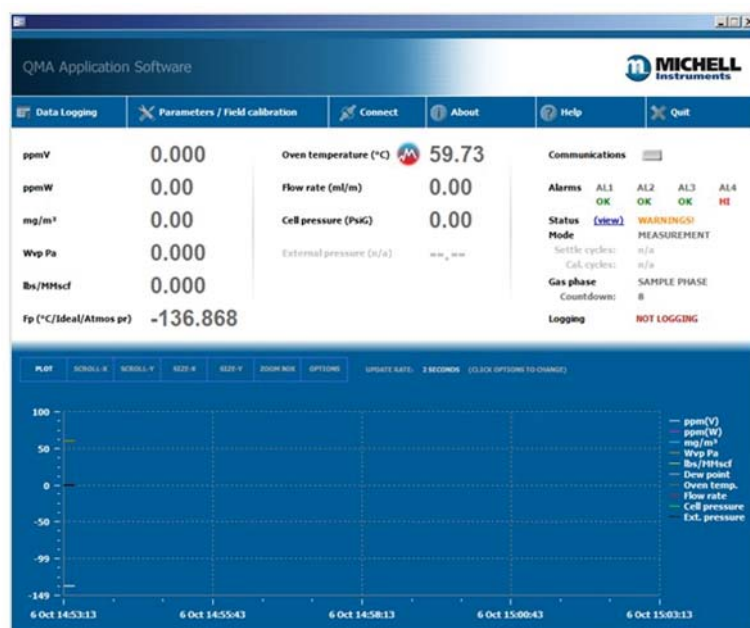 QMA Application Software
MICHELL
Instruments
Data Logging Parameters / Field calibration Connect About Help Quit
ppmV 0.000 Oven temperature (°C) 59.73 Communications
ppmW 0.00 Flow rate (ml/m) 0.00 Alarms AL1 AL2 AL3 AL4
OK OK OK HI
mg/m³ 0.00 Cell pressure (PsiG) 0.00 Status (view) WARNINGS!
Mode MEASUREMENT
Wvp Pa 0.000 External pressure (n/a) --.-- Settle cycles: n/a
Cal. cycles: n/a
lbs/MMscf 0.000 Gas phase SAMPLE PHASE
Countdown: 8
Fp (°C/Ideal/Atmos pr) -136.868 Logging NOT LOGGING
PLOT SCROLL-X SCROLL-Y SIZE-X SIZE-Y ZOOM BOX OPTIONS UPDATE RATE: 2 SECONDS (CLICK OPTIONS TO CHANGE)
100
50
0
-50
-99
-149
ppm(V)
ppm(W)
mg/m³
Wvp Pa
lbs/MMscf
Dew point
Oven temp.
Flow rate
Cell pressure
Ext. pressure
6 Oct 14:53:13 6 Oct 14:55:43 6 Oct 14:58:13 6 Oct 15:00:43 6 Oct 15:03:13